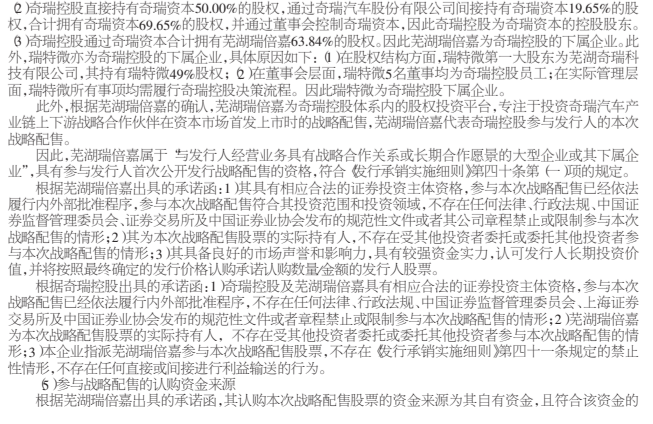 （2）奇瑞控股直接持有奇瑞资本50.00%的股权，通过奇瑞汽车股份有限公司间接持有奇瑞资本19.65%的股
权，合计持有奇瑞资本69.65%的股权，并通过董事会控制奇瑞资本，因此奇瑞控股为奇瑞资本的控股股东。
（3）奇瑞控股通过奇瑞资本合计拥有芜湖瑞倍嘉63.84%的股权。因此芜湖瑞倍嘉为奇瑞控股的下属企业。此
外，瑞特微亦为奇瑞控股的下属企业，具体原因如下：（1）在股权结构方面，瑞特微第一大股东为芜湖奇瑞科
技有限公司，其持有瑞特微49%股权；（2）在董事会层面，瑞特微5名董事均为奇瑞控股员工；在实际管理层
面，瑞特微所有事项均需履行奇瑞控股决策流程。因此瑞特微为奇瑞控股下属企业。
此外，根据芜湖瑞倍嘉的确认，芜湖瑞倍嘉为奇瑞控股体系内的股权投资平台，专注于投资奇瑞汽车产
业链上下游战略合作伙伴在资本市场首发上市时的战略配售，芜湖瑞倍嘉代表奇瑞控股参与发行人的本次
战略配售。
因此，芜湖瑞倍嘉属于“与发行人经营业务具有战略合作关系或长期合作愿景的大型企业或其下属企
业”，具有参与发行人首次公开发行战略配售的资格，符合《发行承销实施细则》第四十条第（一）项的规定。
根据芜湖瑞倍嘉出具的承诺函：1）其具有相应合法的证券投资主体资格，参与本次战略配售已经依法
履行内外部批准程序，参与本次战略配售符合其投资范围和投资领域，不存在任何法律、行政法规、中国证
券监督管理委员会、证券交易所及中国证券业协会发布的规范性文件或者其公司章程禁止或限制参与本次
战略配售的情形；2）其为本次战略配售股票的实际持有人，不存在受其他投资者委托或委托其他投资者参
与本次战略配售的情形；3）其具备良好的市场声誉和影响力，具有较强资金实力，认可发行人长期投资价
值，并将按照最终确定的发行价格认购承诺认购数量/金额的发行人股票。
根据奇瑞控股出具的承诺函：1）奇瑞控股及芜湖瑞倍嘉具有相应合法的证券投资主体资格，参与本次
战略配售已经依法履行内外部批准程序，不存在任何法律、行政法规、中国证券监督管理委员会、上海证券
交易所及中国证券业协会发布的规范性文件或者章程禁止或限制参与本次战略配售的情形；2）芜湖瑞倍嘉
为本次战略配售股票的实际持有人，不存在受其他投资者委托或委托其他投资者参与本次战略配售的情
形；3）本企业指派芜湖瑞倍嘉参与本次战略配售股票，不存在《发行承销实施细则》第四十一条规定的禁止
性情形，不存在任何直接或间接进行利益输送的行为。
（5）参与战略配售的认购资金来源
根据芜湖瑞倍嘉出具的承诺函，其认购本次战略配售股票的资金来源为其自有资金，且符合该资金的